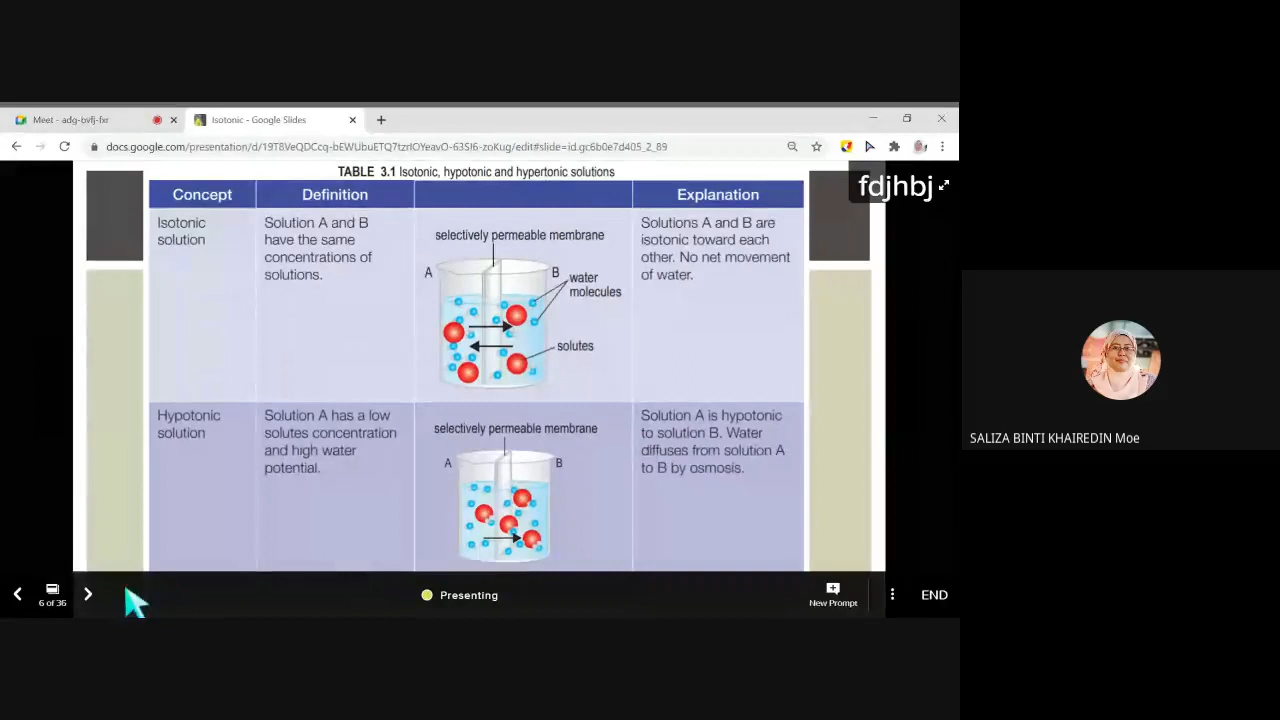 Meet - adg-bvfj-fxr
Isotonic - Google Slides
docs.google.com/presentation/d/19T8VeQDCcq-bEWUbuETQ7tzrIOYeavO-63SI6-zoKug/edit#slide=id.gc6b0e7d405_2_89
TABLE 3.1 Isotonic, hypotonic and hypertonic solutions
fdjhbj
Concept
Definition
Explanation
Isotonic
solution
Solution A and B
have the same
concentrations of
solutions.
selectively permeable membrane
A
B
water
molecules
solutes
Solutions A and B are
isotonic toward each
other. No net movement
of water.
Hypotonic
solution
Solution A has a low
solutes concentration
and high water
potential.
selectively permeable membrane
A
B
Solution A is hypotonic
to solution B. Water
diffuses from solution A
to B by osmosis.
6 of 36
Presenting
New Prompt
END
SALIZA BINTI KHAIREDIN Moe